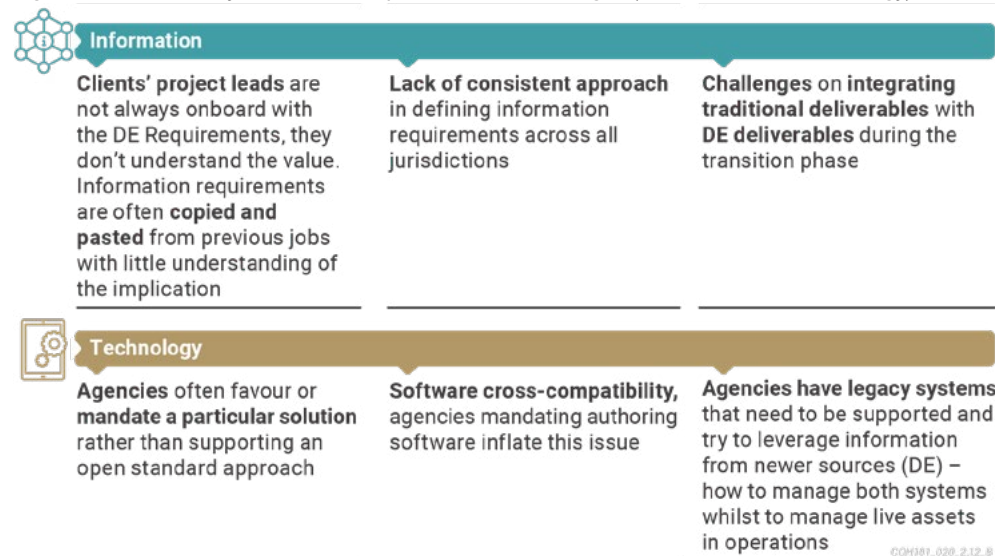 Information
Clients' project leads are
not always onboard with
the DE Requirements, they
don't understand the value.
Information requirements
are often copied and
pasted from previous jobs
with little understanding of
the implication
Lack of consistent approach
in defining information
requirements across all
jurisdictions
Challenges on integrating
traditional deliverables with
DE deliverables during the
transition phase
Technology
Agencies often favour or
mandate a particular solution
rather than supporting an
open standard approach
Software cross-compatibility,
agencies mandating authoring
software inflate this issue
Agencies have legacy systems
that need to be supported and
try to leverage information
from newer sources (DE) –
how to manage both systems
whilst to manage live assets
in operations